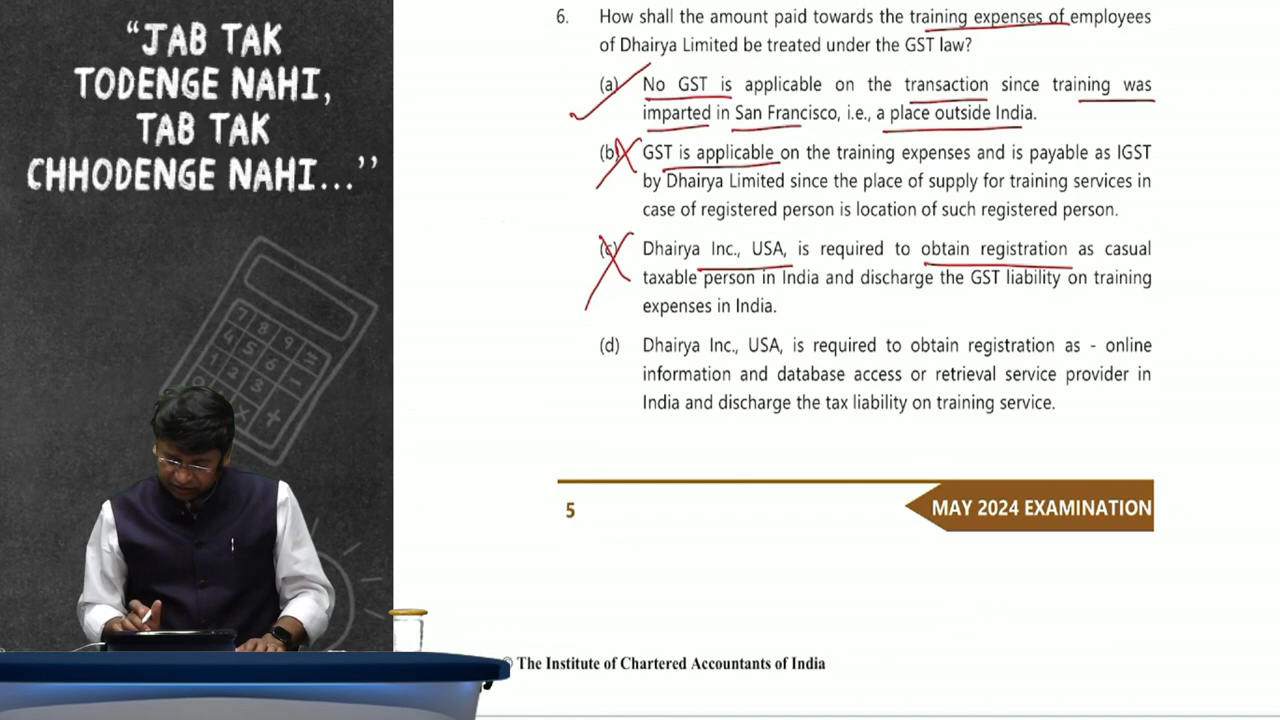 “JAB TAK
TODENGE NAHI,
TAB TAK
CHHODENGE NAHI...’’
6. How shall the amount paid towards the training expenses of employees
of Dhairya Limited be treated under the GST law?
(a) No GST is applicable on the transaction since training was
imparted in San Francisco, i.e., a place outside India.
(b) GST is applicable on the training expenses and is payable as IGST
by Dhairya Limited since the place of supply for training services in
case of registered person is location of such registered person.
(c) Dhairya Inc., USA, is required to obtain registration as casual
taxable person in India and discharge the GST liability on training
expenses in India.
(d) Dhairya Inc., USA, is required to obtain registration as - online
information and database access or retrieval service provider in
India and discharge the tax liability on training service.
5
MAY 2024 EXAMINATION
© The Institute of Chartered Accountants of India